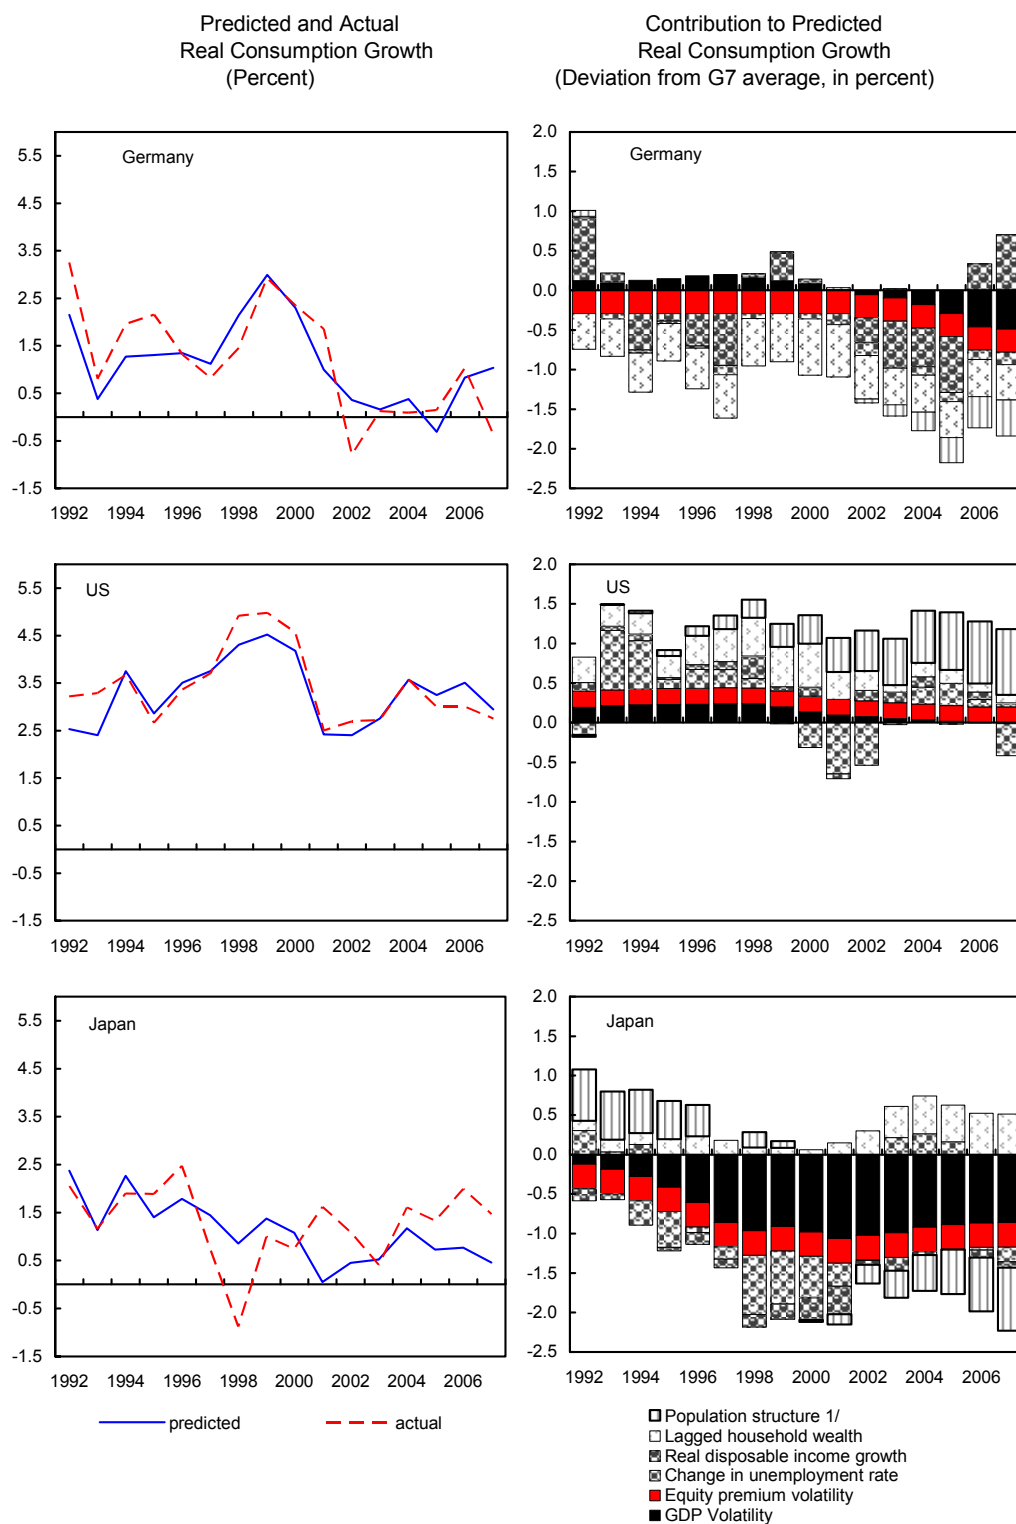 Predicted and Actual
Real Consumption Growth
(Percent)
Contribution to Predicted
Real Consumption Growth
(Deviation from G7 average, in percent)
Germany
5.5
4.5
3.5
2.5
1.5
0.5
-0.5
-1.5
1992 1994 1996 1998 2000 2002 2004 2006
Germany
2.0
1.5
1.0
0.5
0.0
-0.5
-1.0
-1.5
-2.0
-2.5
1992 1994 1996 1998 2000 2002 2004 2006
US
5.5
4.5
3.5
2.5
1.5
0.5
-0.5
-1.5
1992 1994 1996 1998 2000 2002 2004 2006
US
2.0
1.5
1.0
0.5
0.0
-0.5
-1.0
-1.5
-2.0
-2.5
1992 1994 1996 1998 2000 2002 2004 2006
Japan
5.5
4.5
3.5
2.5
1.5
0.5
-0.5
-1.5
1992 1994 1996 1998 2000 2002 2004 2006
predicted
actual
Japan
2.0
1.5
1.0
0.5
0.0
-0.5
-1.0
-1.5
-2.0
-2.5
1992 1994 1996 1998 2000 2002 2004 2006
Population structure 1/
Lagged household wealth
Real disposable income growth
Change in unemployment rate
Equity premium volatility
GDP Volatility